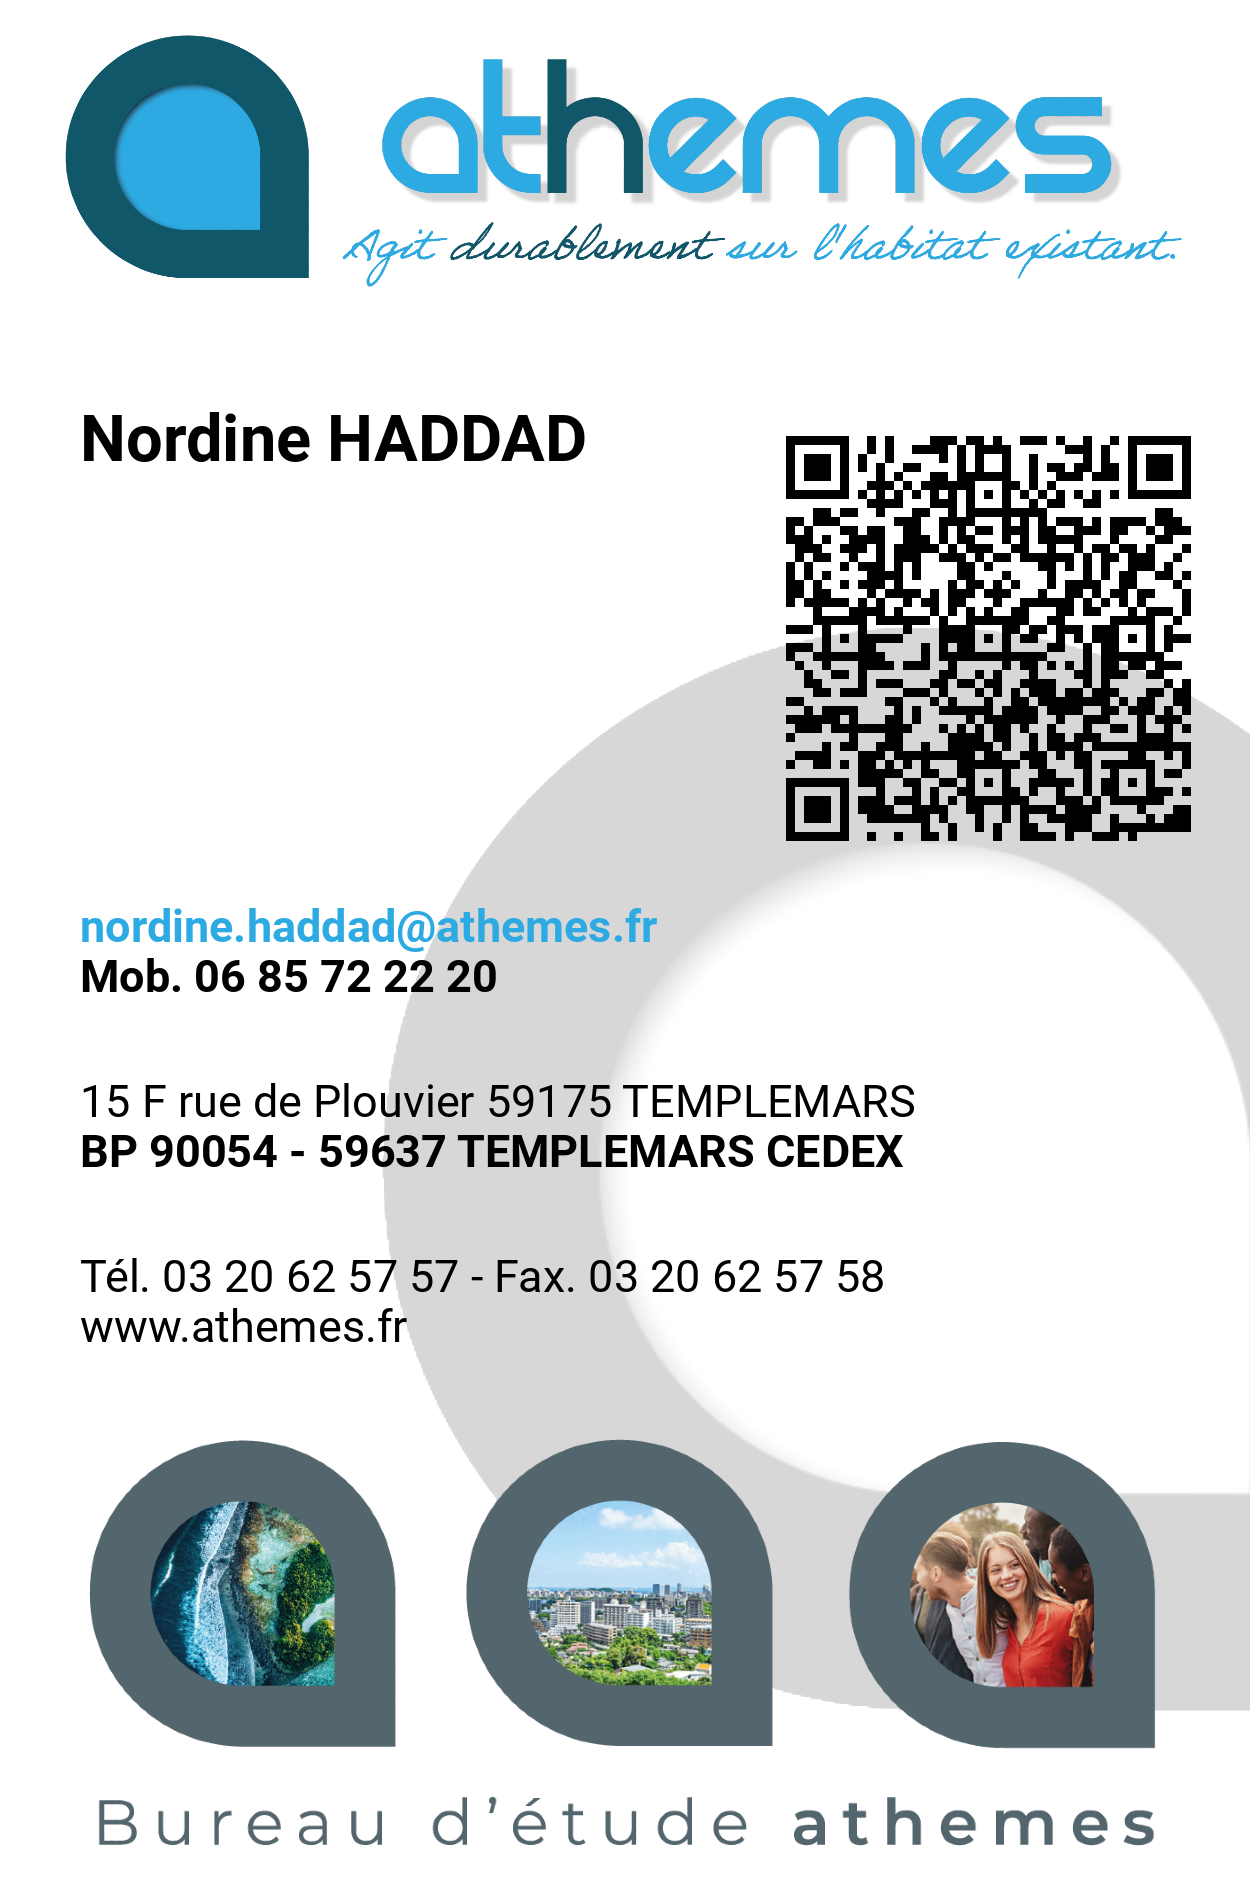 athemes
Agit durablement sur l'habitat existant.
Nordine HADDAD
nordine.haddad@athemes.fr
Mob. 06 85 72 22 20
15 F rue de Plouvier 59175 TEMPLEMARS
BP 90054 - 59637 TEMPLEMARS CEDEX
Tél. 03 20 62 57 57 - Fax. 03 20 62 57 58
www.athemes.fr
Bureau d’étude athemes